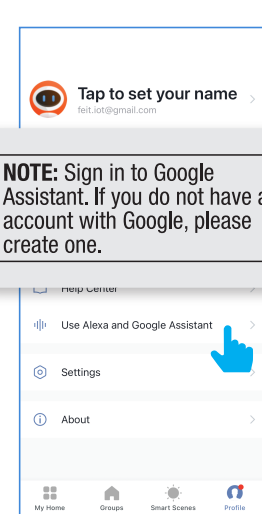 Tap to set your name
feit.iot@gmail.com
NOTE: Sign in to Google
Assistant. If you do not have a
account with Google, please
create one.
Help Center
Use Alexa and Google Assistant
Settings
About
My Home Groups Smart Scenes Profile